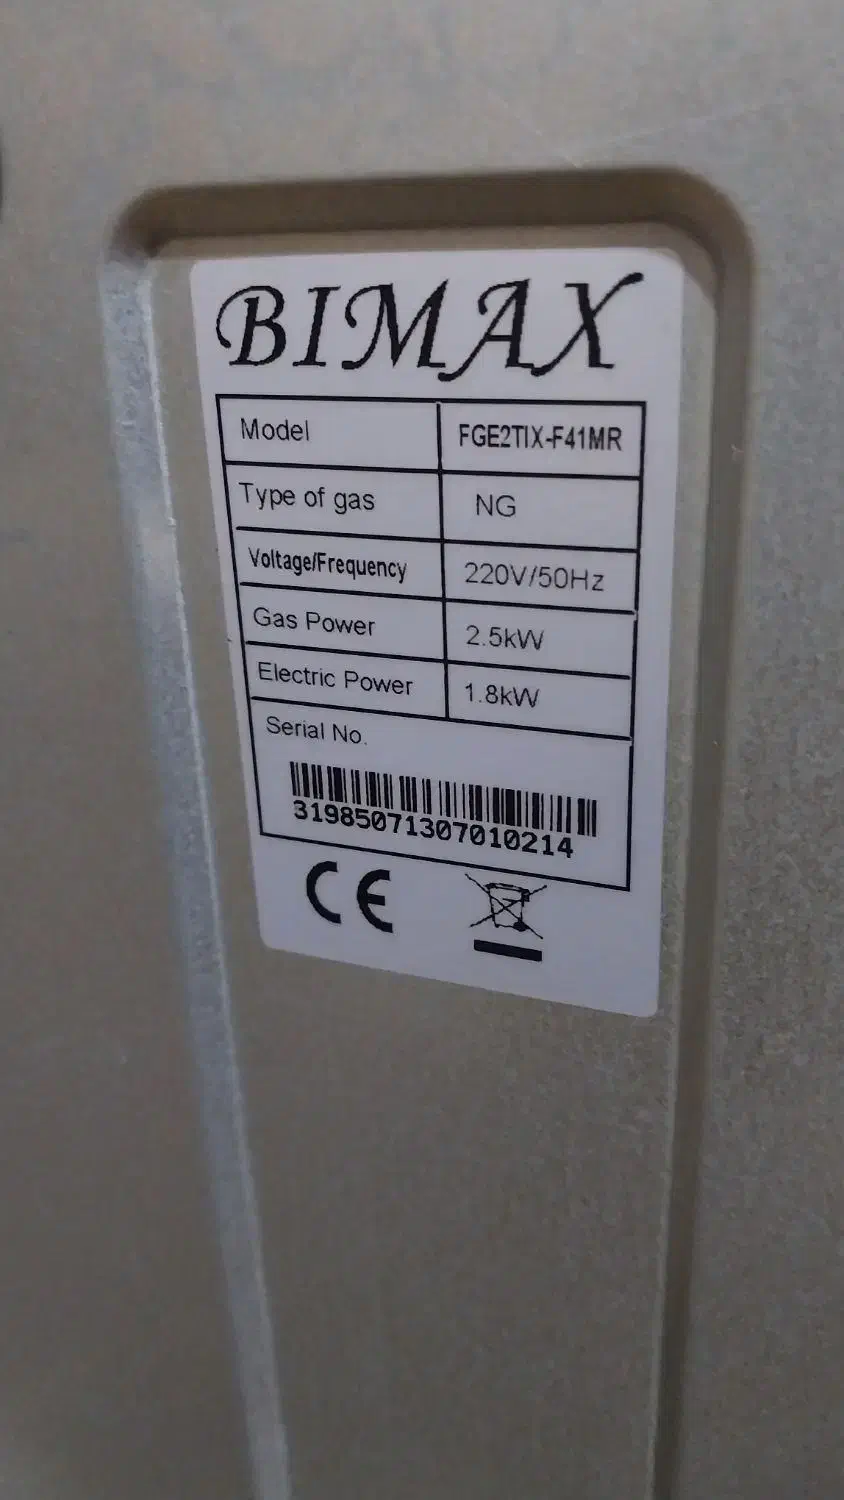 BIMAX
Model FGE2TIX-F41MR
Type of gas NG
Voltage/Frequency 220V/50Hz
Gas Power 2.5kW
Electric Power 1.8kW
Serial No.
31985071307010214
CE